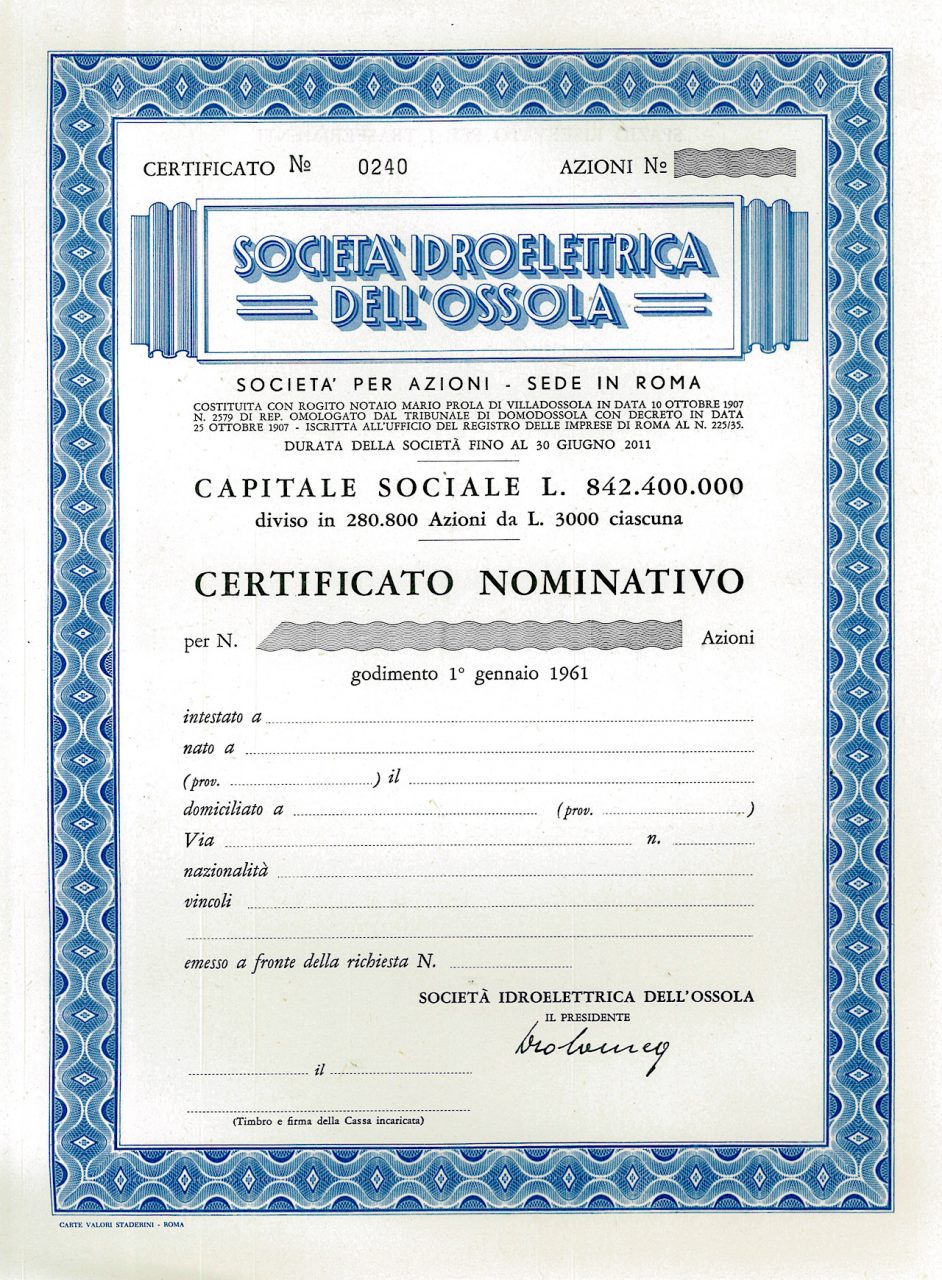 CERTIFICATO Nº 0240 AZIONI Nº
SOCIETA' IDROELETTRICA
DELL'OSSOLA
SOCIETA' PER AZIONI - SEDE IN ROMA
COSTITUITA CON ROGITO NOTAIO MARIO PROLA DI VILLADOSSOLA IN DATA 10 OTTOBRE 1907
N. 2579 DI REP. OMOLOGATO DAL TRIBUNALE DI DOMODOSSOLA CON DECRETO IN DATA
25 OTTOBRE 1907 - ISCRITTA ALL'UFFICIO DEL REGISTRO DELLE IMPRESE DI ROMA AL N. 225/35.
DURATA DELLA SOCIETÀ FINO AL 30 GIUGNO 2011
CAPITALE SOCIALE L. 842.400.000
diviso in 280.800 Azioni da L. 3000 ciascuna
CERTIFICATO NOMINATIVO
per N. Azioni
godimento 1° gennaio 1961
intestato a
nato a
(prov. ) il
domiciliato a (prov. )
Via n.
nazionalità
vincoli
emesso a fronte della richiesta N.
SOCIETÀ IDROELETTRICA DELL'OSSOLA
IL PRESIDENTE
il
(Timbro e firma della Cassa incaricata)
CARTE VALORI STADERINI - ROMA